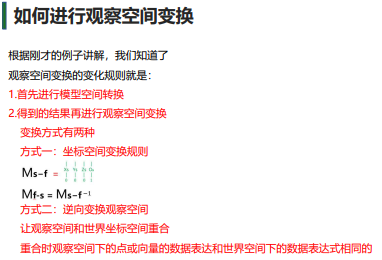 如何进行观察空间变换
根据刚才的例子讲解，我们知道了
观察空间变换的变化规则就是：
1.首先进行模型空间转换
2.得到的结果再进行观察空间变换
变换方式有两种
方式一：坐标空间变换规则
Ms-f =
Mf-s = Ms-f⁻¹
方式二：逆向变换观察空间
让观察空间和世界坐标空间重合
重合时观察空间下的点或向量的数据表达和世界空间下的数据表达式相同的